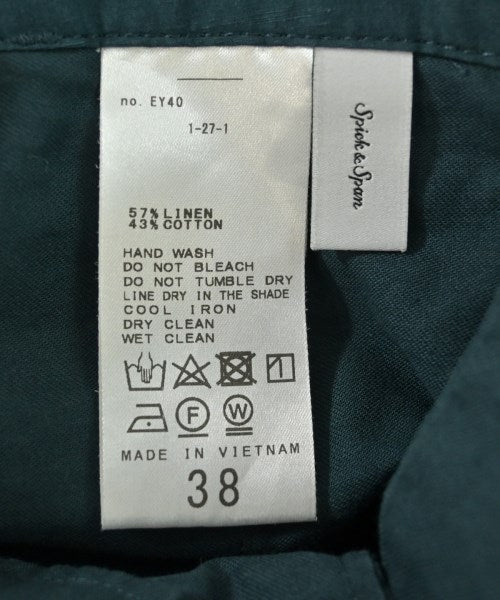 no. EY40
1-27-1
57% LINEN
43% COTTON
HAND WASH
DO NOT BLEACH
DO NOT TUMBLE DRY
LINE DRY IN THE SHADE
COOL IRON
DRY CLEAN
WET CLEAN
F
W
MADE IN VIETNAM
38
Spick & Span